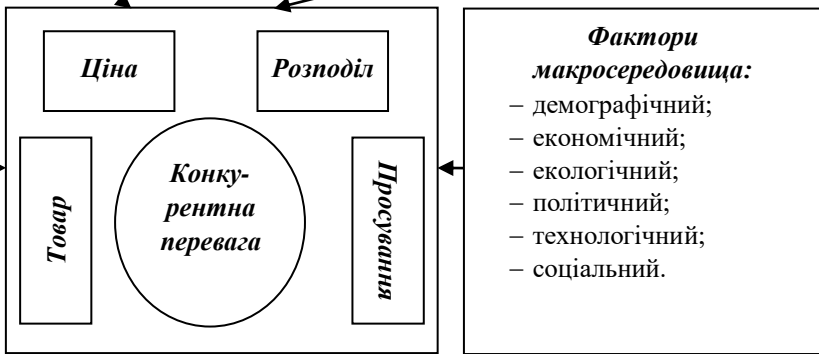 Ціна
Розподіл
Товар
Конку-
рентна
перевага
Просування
Фактори
макросередовища:
– демографічний;
– економічний;
– екологічний;
– політичний;
– технологічний;
– соціальний.